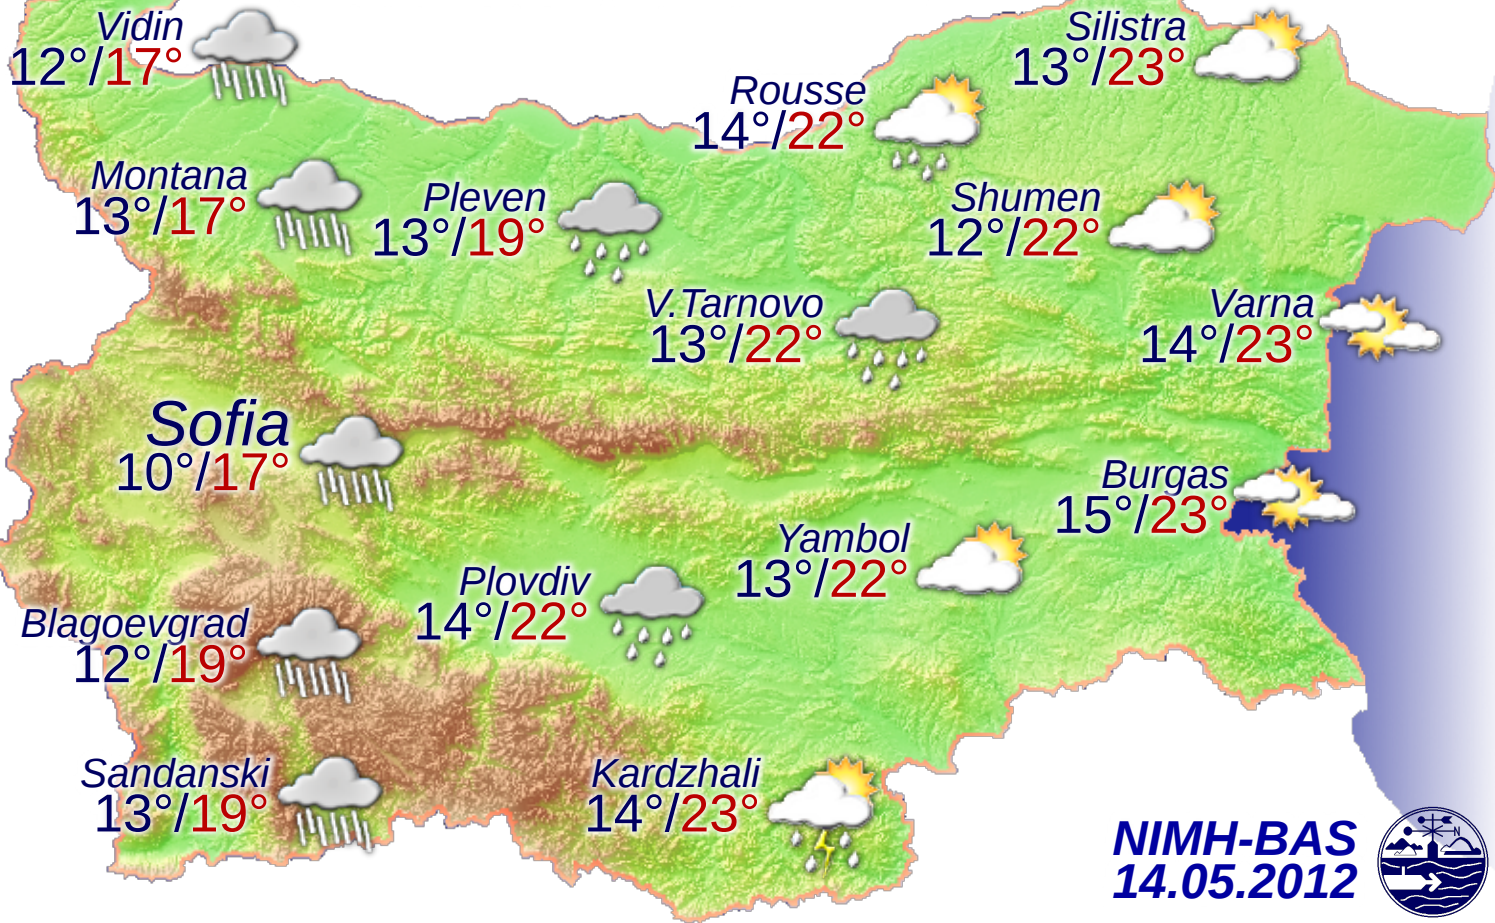 Vidin
12°/17°
Silistra
13°/23°
Rousse
14°/22°
Montana
13°/17°
Pleven
13°/19°
Shumen
12°/22°
V.Tarnovo
13°/22°
Varna
14°/23°
Sofia
10°/17°
Burgas
15°/23°
Yambol
13°/22°
Plovdiv
14°/22°
Blagoevgrad
12°/19°
Sandanski
13°/19°
Kardzhali
14°/23°
NIMH-BAS
14.05.2012
N